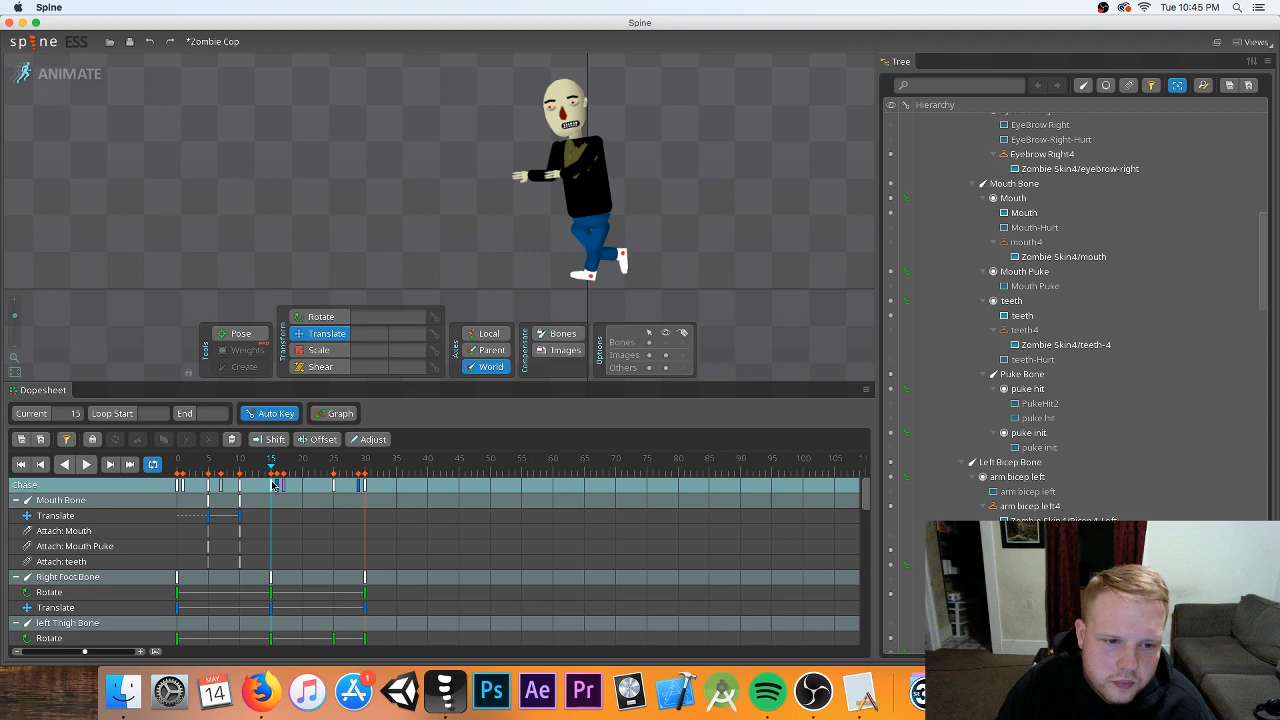 Spine
Tue 10:45 PM
Spine
spine ESS
*Zombie Cop
Views
ANIMATE
Tree
Hierarchy
EyeBrow Right
EyeBrow-Right-Hurt
Eyebrow Right4
Zombie Skin4/eyebrow-right
Mouth Bone
Mouth
Mouth
Mouth-Hurt
mouth4
Zombie Skin4/mouth
Mouth Puke
Mouth Puke
teeth
teeth
teeth4
Zombie Skin4/teeth-4
teeth-Hurt
Puke Bone
puke hit
PukeHit2
puke hit
puke init
puke init
Left Bicep Bone
arm bicep left
arm bicep left
arm bicep left4
Tools
Pose
Weights
Create
Transform
Rotate
Translate
Scale
Shear
Axes
Local
Parent
World
Compensate
Bones
Images
Options
Bones
Images
Others
Dopesheet
Current 15 Loop Start End Auto Key Graph
Shift Offset Adjust
0 5 10 15 20 25 30 35 40 45 50 55 60 65 70 75 80 85 90 95 100 105
Chase
Mouth Bone
Translate
Attach: Mouth
Attach: Mouth Puke
Attach: teeth
Right Foot Bone
Rotate
Translate
left Thigh Bone
Rotate
MAY
14
1
Ps
Ae
Pr